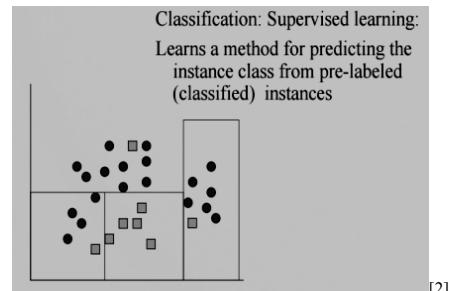 Classification: Supervised learning:
Learns a method for predicting the
instance class from pre-labeled
(classified) instances
[2]